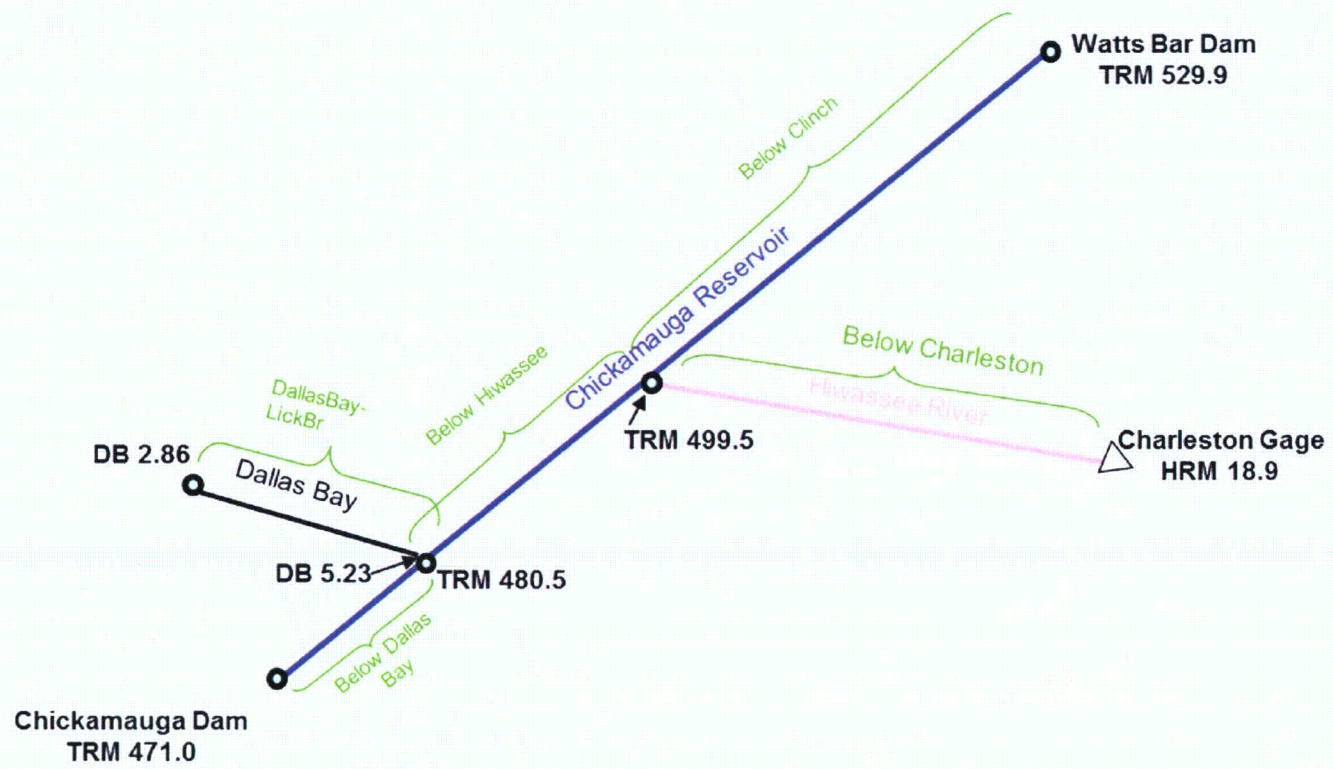 Watts Bar Dam
TRM 529.9
Below Clinch
Chickamauga Reservoir
Below Charleston
Hiwassee River
Below Hiwassee
DallasBay-
LickBr
TRM 499.5
Charleston Gage
HRM 18.9
DB 2.86
Dallas Bay
DB 5.23
TRM 480.5
Below Dallas
Bay
Chickamauga Dam
TRM 471.0